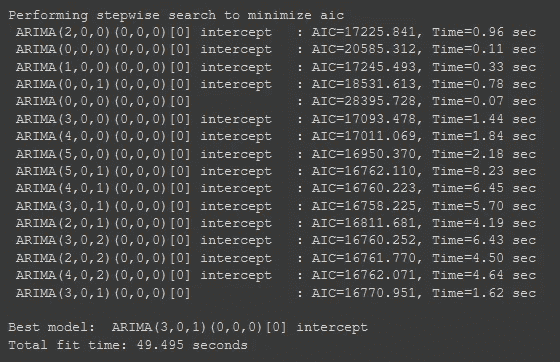 Performing stepwise search to minimize aic
ARIMA(2,0,0)(0,0,0)[0] intercept   : AIC=17225.841, Time=0.96 sec
ARIMA(0,0,0)(0,0,0)[0] intercept   : AIC=20585.312, Time=0.11 sec
ARIMA(1,0,0)(0,0,0)[0] intercept   : AIC=17245.493, Time=0.33 sec
ARIMA(0,0,1)(0,0,0)[0] intercept   : AIC=18531.613, Time=0.78 sec
ARIMA(0,0,0)(0,0,0)[0]             : AIC=28395.728, Time=0.07 sec
ARIMA(3,0,0)(0,0,0)[0] intercept   : AIC=17093.478, Time=1.44 sec
ARIMA(4,0,0)(0,0,0)[0] intercept   : AIC=17011.069, Time=1.84 sec
ARIMA(5,0,0)(0,0,0)[0] intercept   : AIC=16950.370, Time=2.18 sec
ARIMA(5,0,1)(0,0,0)[0] intercept   : AIC=16762.110, Time=8.23 sec
ARIMA(4,0,1)(0,0,0)[0] intercept   : AIC=16760.223, Time=6.45 sec
ARIMA(3,0,1)(0,0,0)[0] intercept   : AIC=16758.225, Time=5.70 sec
ARIMA(2,0,1)(0,0,0)[0] intercept   : AIC=16811.681, Time=4.19 sec
ARIMA(3,0,2)(0,0,0)[0] intercept   : AIC=16760.252, Time=6.43 sec
ARIMA(2,0,2)(0,0,0)[0] intercept   : AIC=16761.770, Time=4.50 sec
ARIMA(4,0,2)(0,0,0)[0] intercept   : AIC=16762.071, Time=4.64 sec
ARIMA(3,0,1)(0,0,0)[0]             : AIC=16770.951, Time=1.62 sec
Best model:  ARIMA(3,0,1)(0,0,0)[0] intercept
Total fit time: 49.495 seconds